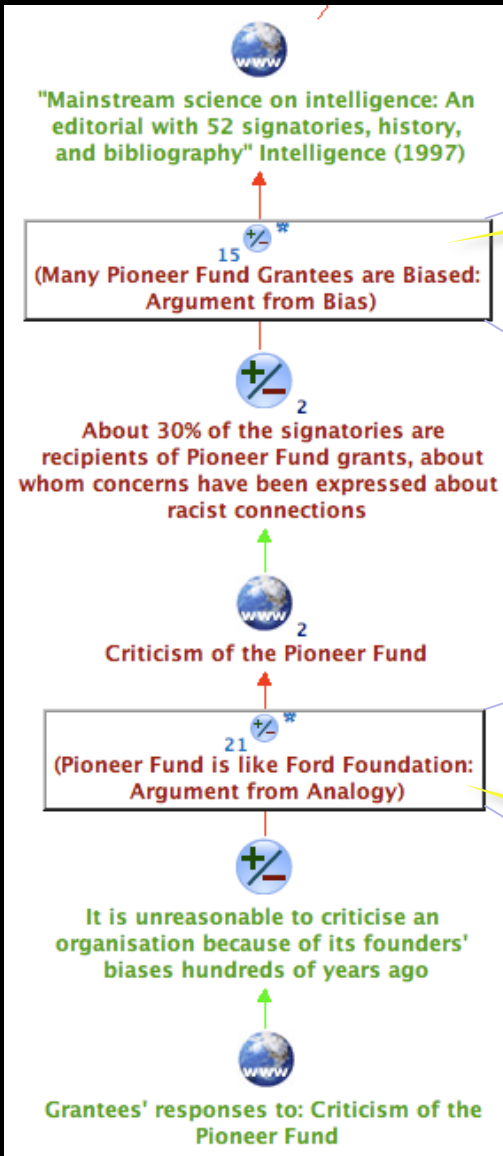 www
"Mainstream science on intelligence: An
editorial with 52 signatories, history,
and bibliography" Intelligence (1997)
+/- *
15
(Many Pioneer Fund Grantees are Biased:
Argument from Bias)
+/-
2
About 30% of the signatories are
recipients of Pioneer Fund grants, about
whom concerns have been expressed about
racist connections
www
2
Criticism of the Pioneer Fund
+/- *
21
(Pioneer Fund is like Ford Foundation:
Argument from Analogy)
+/-
It is unreasonable to criticise an
organisation because of its founders'
biases hundreds of years ago
www
Grantees' responses to: Criticism of the
Pioneer Fund